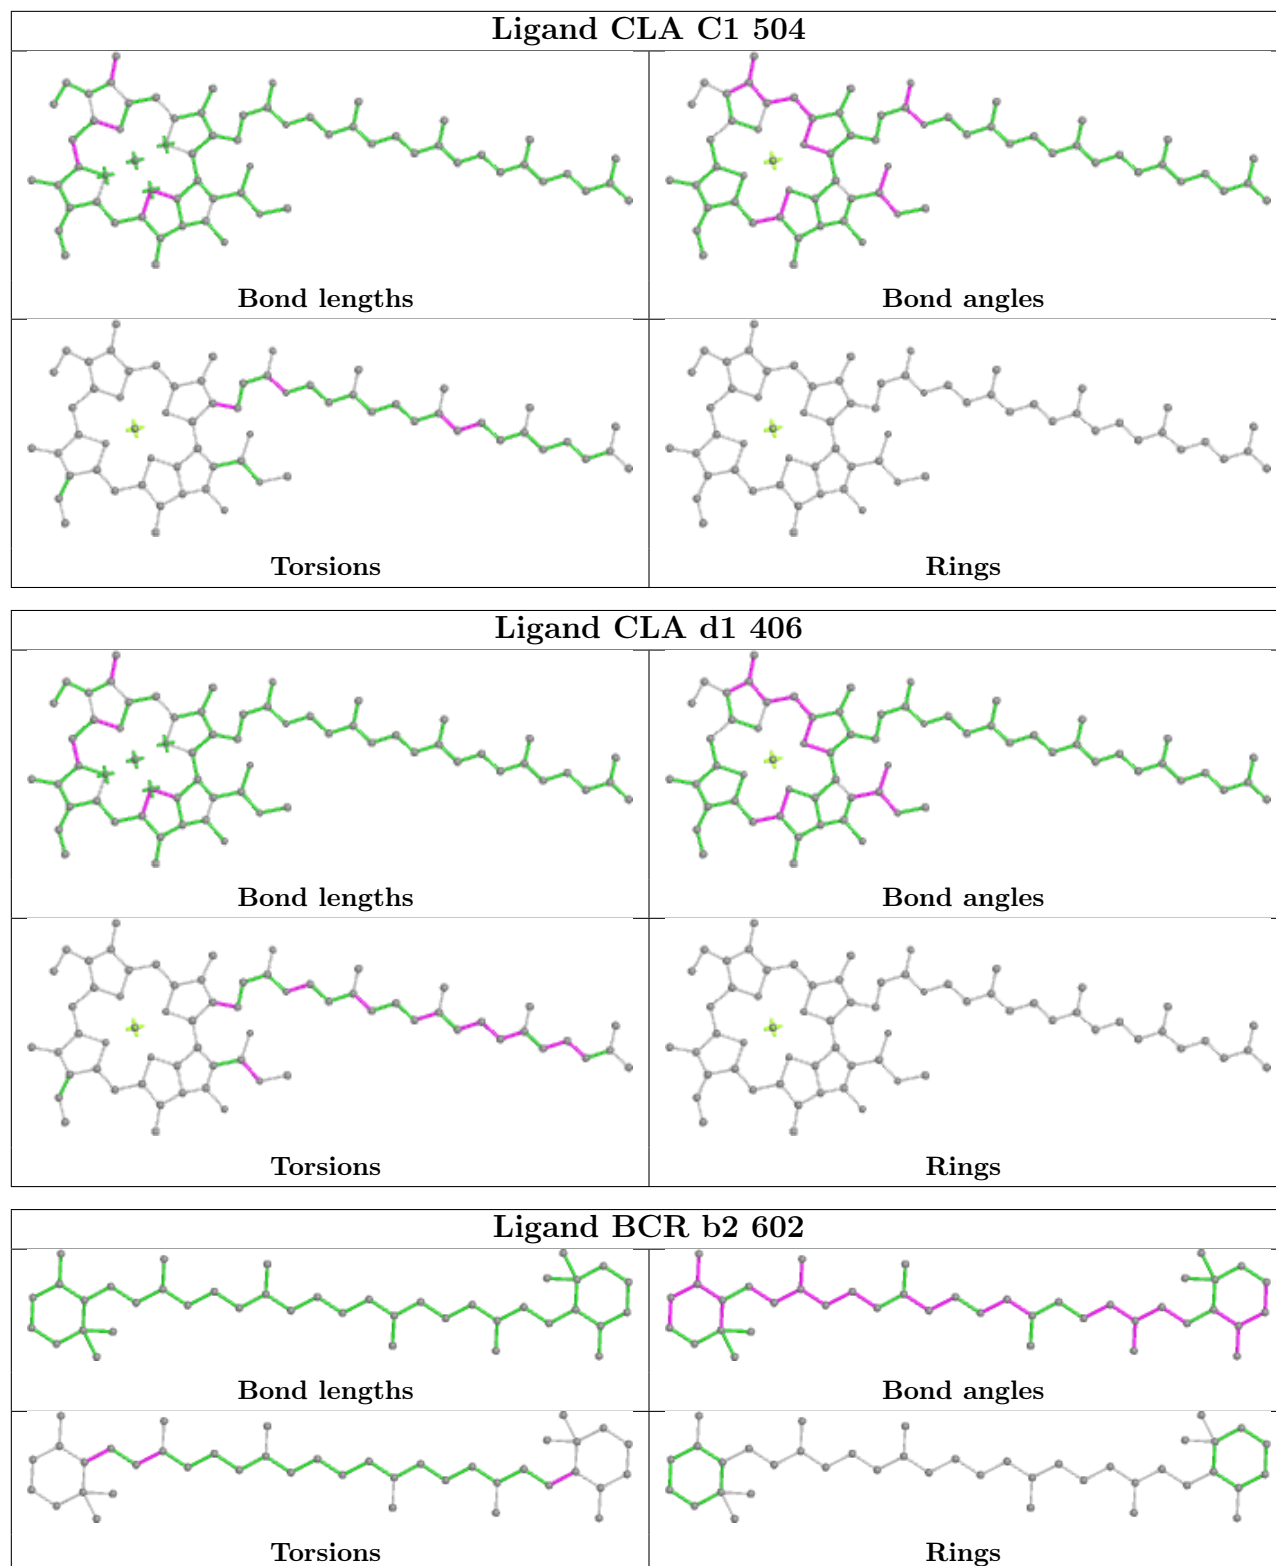 Ligand CLA C1 504
Bond lengths
Bond angles
Torsions
Rings
Ligand CLA d1 406
Bond lengths
Bond angles
Torsions
Rings
Ligand BCR b2 602
Bond lengths
Bond angles
Torsions
Rings